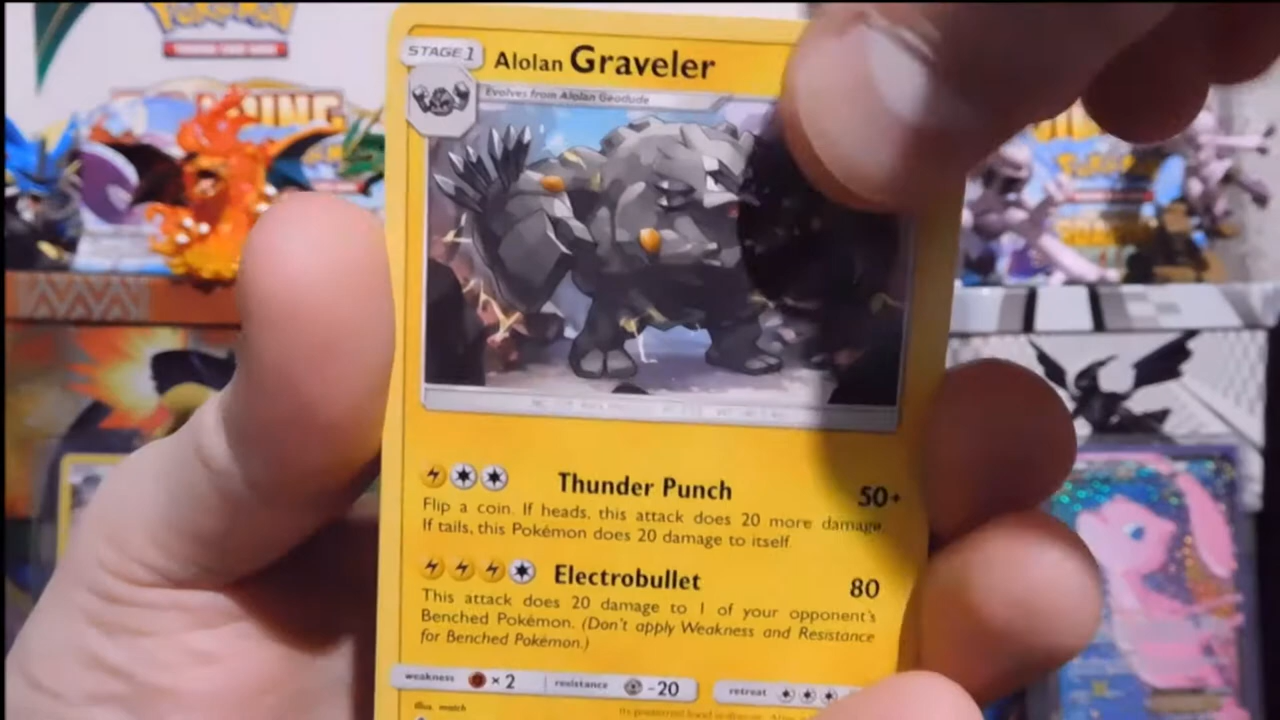 POKÉMON
STAGE 1
Alolan Graveler
Evolves from Alolan Geodude
Thunder Punch 50+
Flip a coin. If heads, this attack does 20 more damage.
If tails, this Pokémon does 20 damage to itself.
Electrobullet 80
This attack does 20 damage to 1 of your opponent's
Benched Pokémon. (Don't apply Weakness and Resistance
for Benched Pokémon.)
weakness × 2 resistance -20 retreat
Illus. match